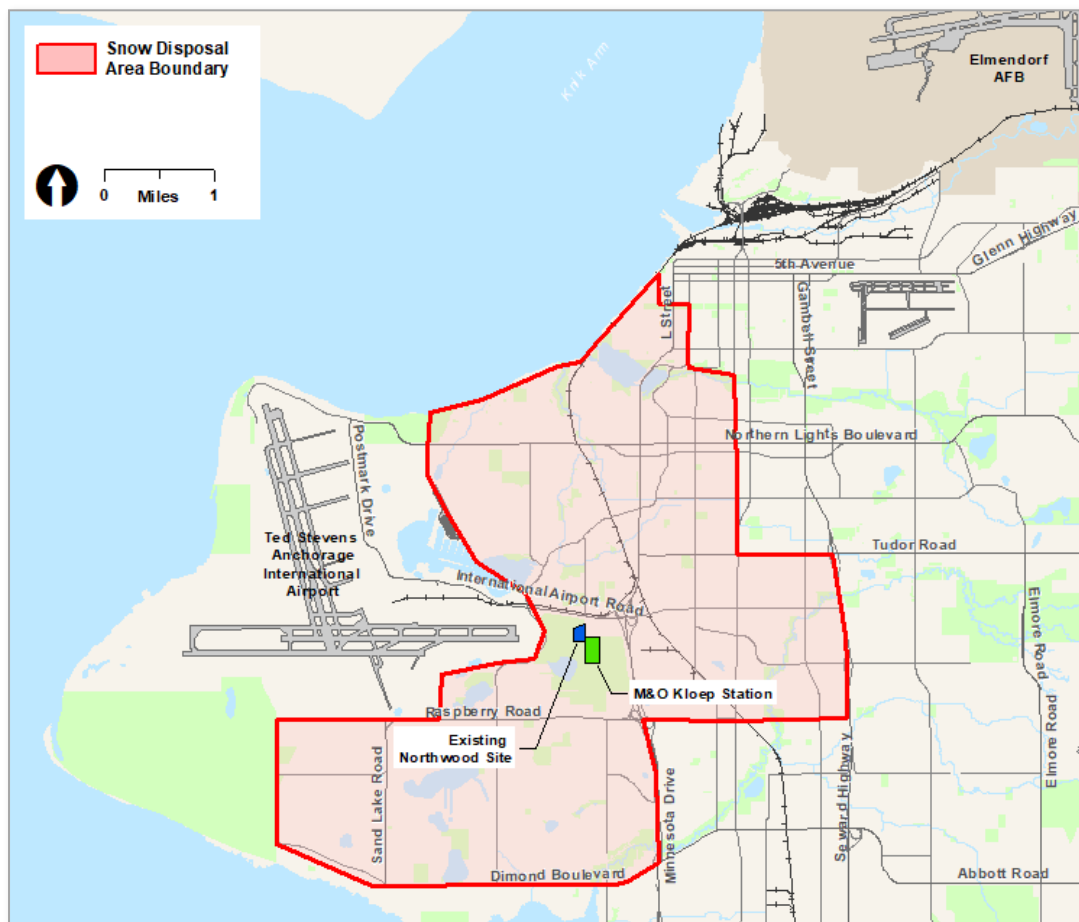 Snow Disposal
Area Boundary
0 Miles 1
Knik Arm
Elmendorf
AFB
Glenn Highway
5th Avenue
L Street
Gambell Street
Northern Lights Boulevard
Postmark Drive
Ted Stevens
Anchorage
International
Airport
Tudor Road
International Airport Road
Elmore Road
M&O Kloep Station
Raspberry Road
Existing
Northwood Site
Elmore Road
Sand Lake Road
Minnesota Drive
Seward Highway
Dimond Boulevard
Abbott Road